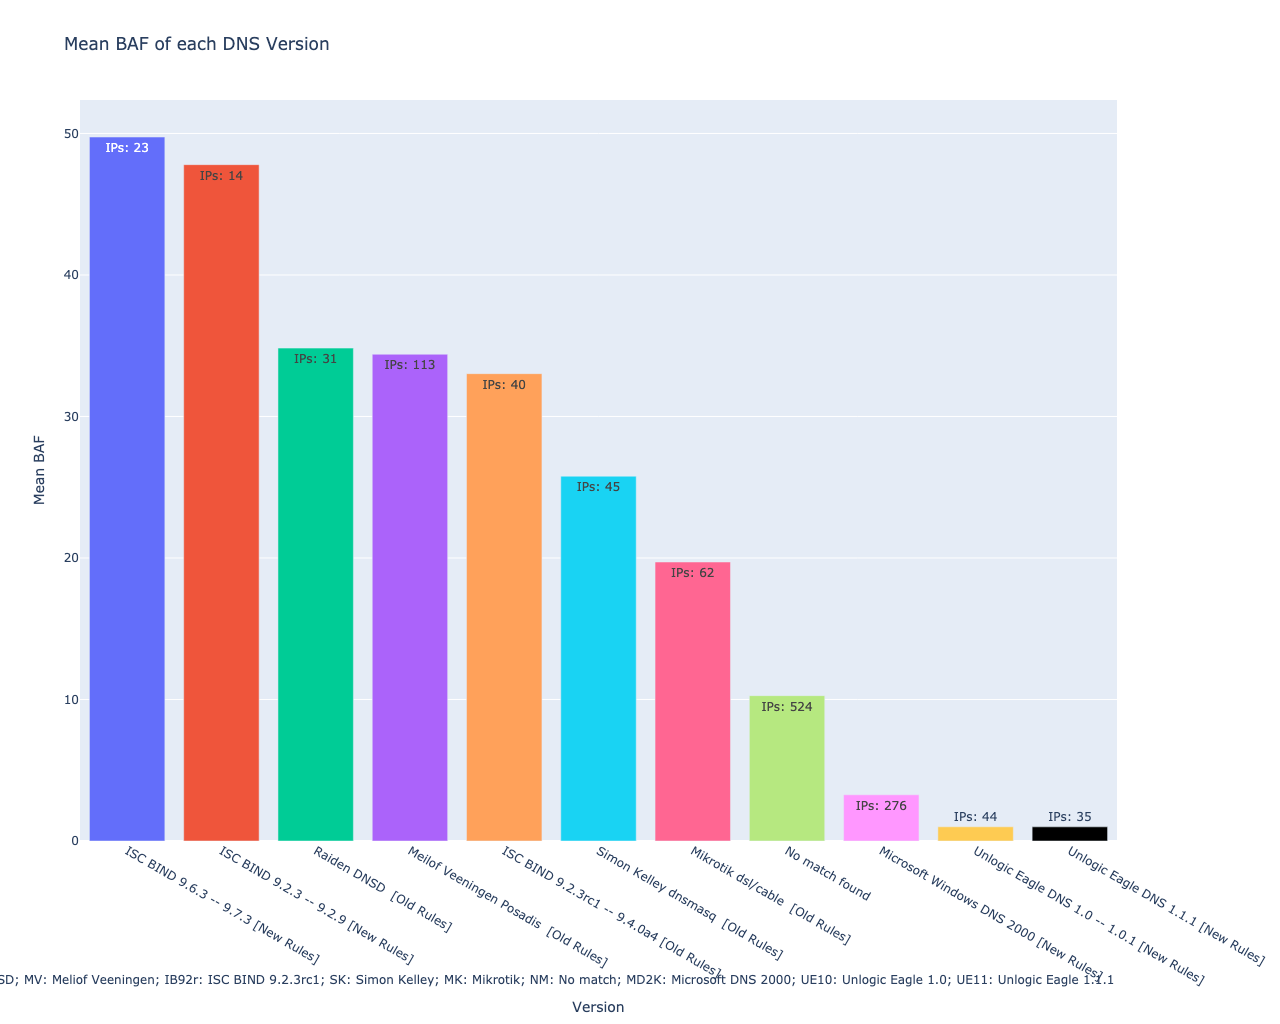 Mean BAF of each DNS Version
Mean BAF
50
40
30
20
10
0
IPs: 23
IPs: 14
IPs: 31
IPs: 113
IPs: 40
IPs: 45
IPs: 62
IPs: 524
IPs: 276
IPs: 44
IPs: 35
ISC BIND 9.6.3 -- 9.7.3 [New Rules]
ISC BIND 9.2.3 -- 9.2.9 [New Rules]
Raiden DNSD [Old Rules]
Meilof Veeningen Posadis [Old Rules]
ISC BIND 9.2.3rc1 -- 9.4.0a4 [Old Rules]
Simon Kelley dnsmasq [Old Rules]
Mikrotik dsl/cable [Old Rules]
No match found
Microsoft Windows DNS 2000 [New Rules]
Unlogic Eagle DNS 1.0 -- 1.0.1 [New Rules]
Unlogic Eagle DNS 1.1.1 [New Rules]
SD; MV: Meliof Veeningen; IB92r: ISC BIND 9.2.3rc1; SK: Simon Kelley; MK: Mikrotik; NM: No match; MD2K: Microsoft DNS 2000; UE10: Unlogic Eagle 1.0; UE11: Unlogic Eagle 1.1.1
Version